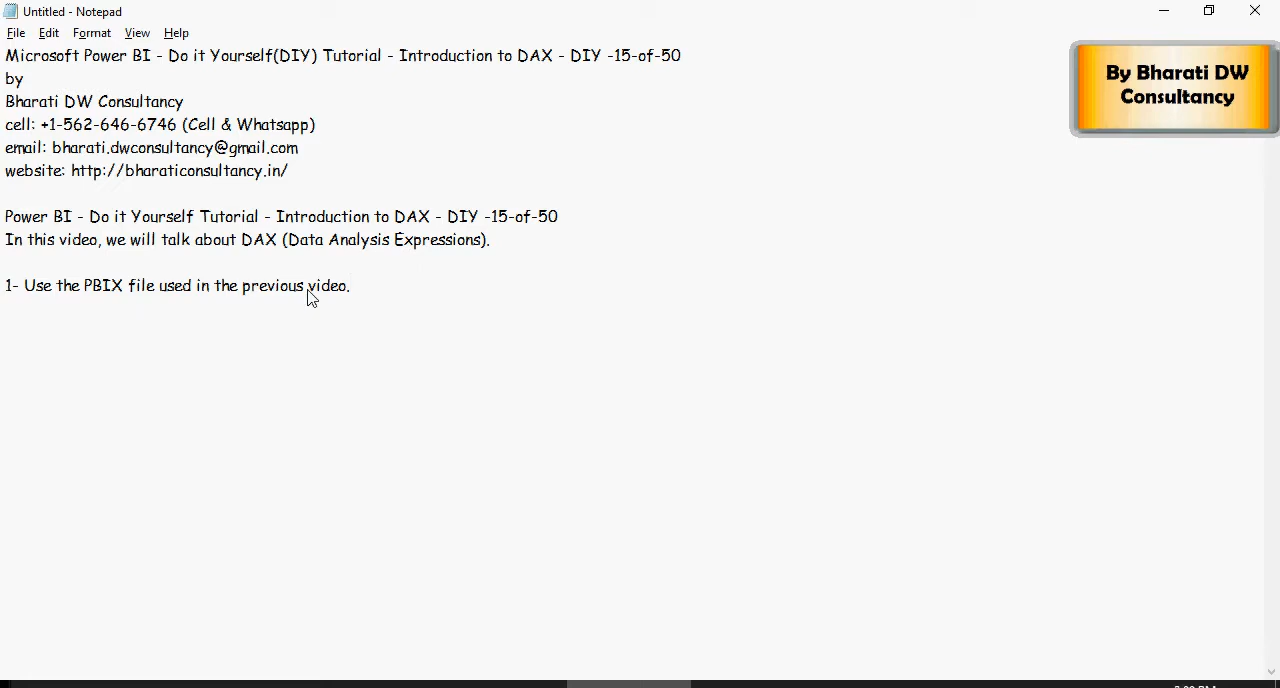 Untitled - Notepad
File Edit Format View Help
Microsoft Power BI - Do it Yourself(DIY) Tutorial - Introduction to DAX - DIY -15-of-50
by
Bharati DW Consultancy
cell: +1-562-646-6746 (Cell & Whatsapp)
email: bharati.dwconsultancy@gmail.com
website: http://bharaticonsultancy.in/
Power BI - Do it Yourself Tutorial - Introduction to DAX - DIY -15-of-50
In this video, we will talk about DAX (Data Analysis Expressions).
1- Use the PBIX file used in the previous video.
By Bharati DW
Consultancy